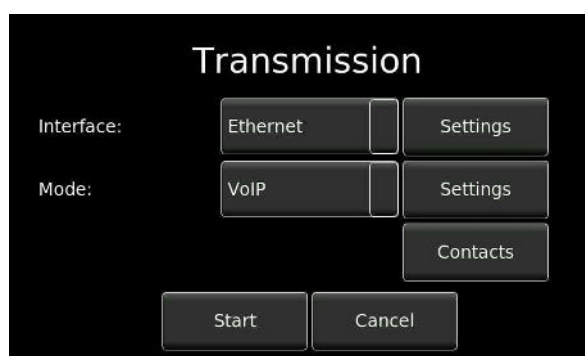 Transmission
Interface: Ethernet Settings
Mode: VoIP Settings
Contacts
Start Cancel